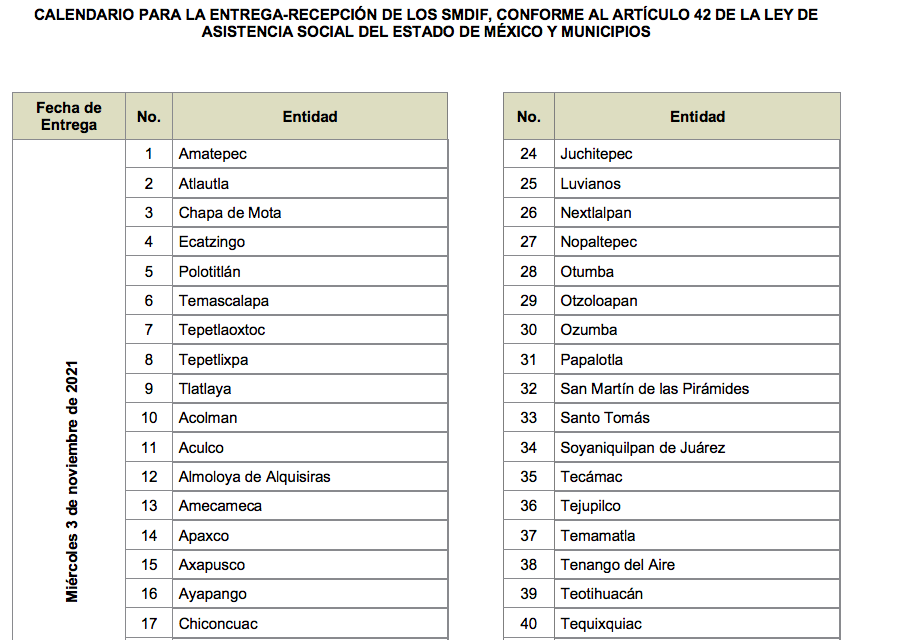 CALENDARIO PARA LA ENTREGA-RECEPCIÓN DE LOS SMDIF, CONFORME AL ARTÍCULO 42 DE LA LEY DE
ASISTENCIA SOCIAL DEL ESTADO DE MÉXICO Y MUNICIPIOS
Fecha de
Entrega
No.
Entidad
Miércoles 3 de noviembre de 2021
1 Amatepec
2 Atlautla
3 Chapa de Mota
4 Ecatzingo
5 Polotitlán
6 Temascalapa
7 Tepetlaoxtoc
8 Tepetlixpa
9 Tlatlaya
10 Acolman
11 Aculco
12 Almoloya de Alquisiras
13 Amecameca
14 Apaxco
15 Axapusco
16 Ayapango
17 Chiconcuac
No.
Entidad
24 Juchitepec
25 Luvianos
26 Nextlalpan
27 Nopaltepec
28 Otumba
29 Otzoloapan
30 Ozumba
31 Papalotla
32 San Martín de las Pirámides
33 Santo Tomás
34 Soyaniquilpan de Juárez
35 Tecámac
36 Tejupilco
37 Temamatla
38 Tenango del Aire
39 Teotihuacán
40 Tequixquiac